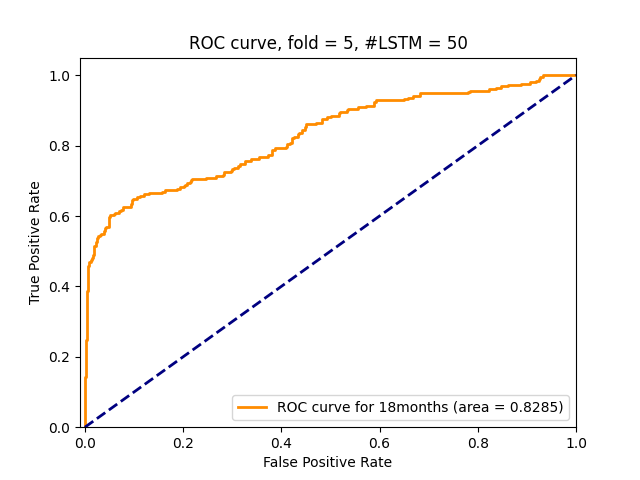 ROC curve, fold = 5, #LSTM = 50
1.0
0.8
0.6
0.4
0.2
0.0
True Positive Rate
ROC curve for 18months (area = 0.8285)
0.0 0.2 0.4 0.6 0.8 1.0
False Positive Rate